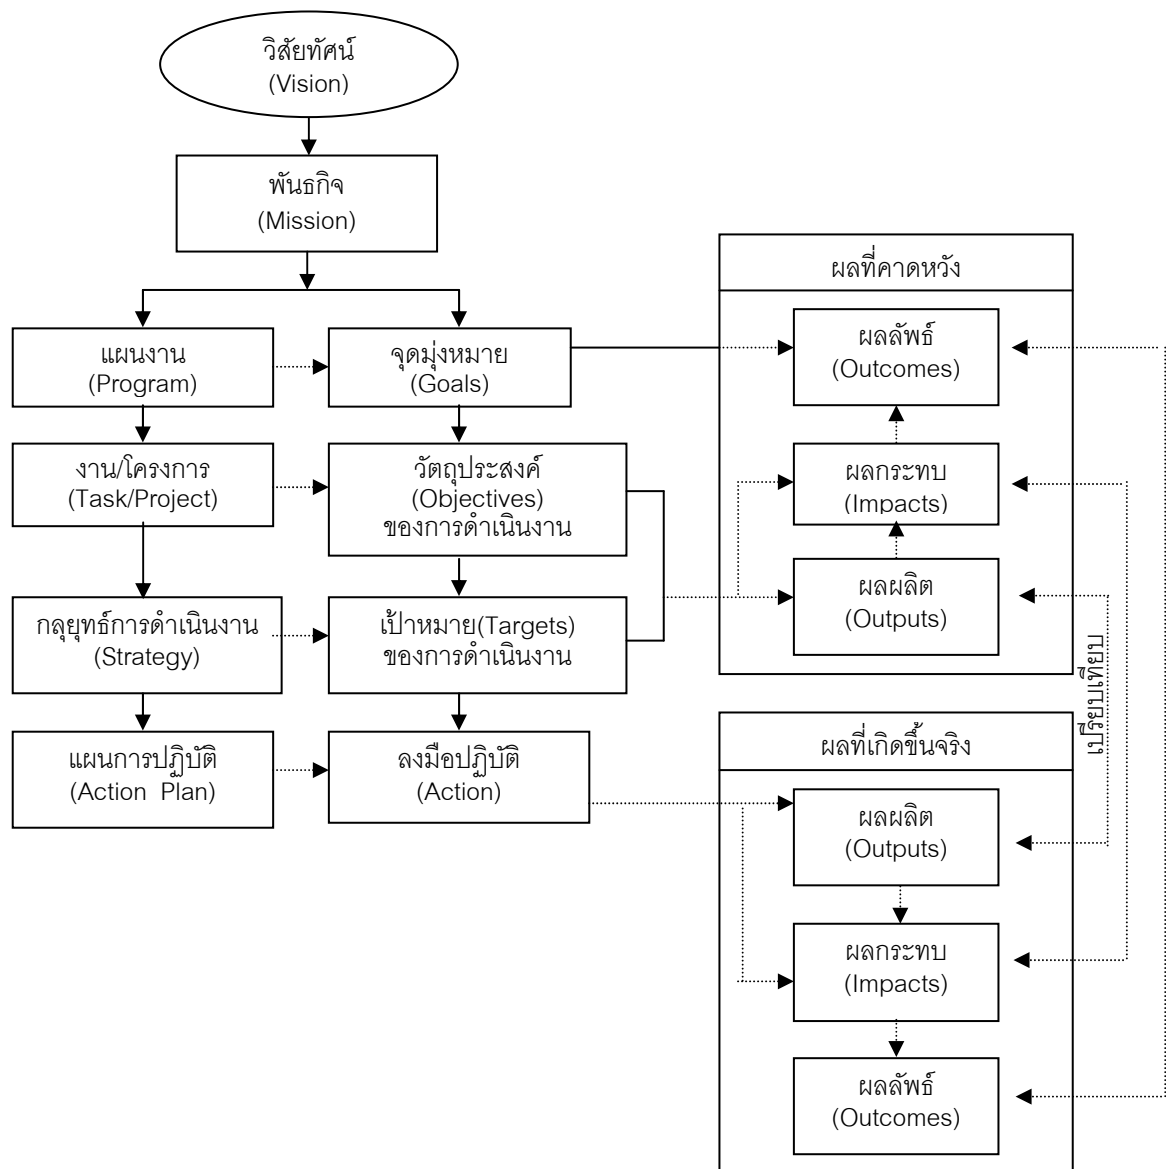 วิสัยทัศน์
(Vision)
พันธกิจ
(Mission)
แผนงาน
(Program)
จุดมุ่งหมาย
(Goals)
งาน/โครงการ
(Task/Project)
วัตถุประสงค์
(Objectives)
ของการดำเนินงาน
กลุยุทธ์การดำเนินงาน
(Strategy)
เป้าหมาย(Targets)
ของการดำเนินงาน
แผนการปฏิบัติ
(Action Plan)
ลงมือปฏิบัติ
(Action)
ผลที่คาดหวัง
ผลลัพธ์
(Outcomes)
ผลกระทบ
(Impacts)
ผลผลิต
(Outputs)
เปรียบเทียบ
ผลที่เกิดขึ้นจริง
ผลผลิต
(Outputs)
ผลกระทบ
(Impacts)
ผลลัพธ์
(Outcomes)